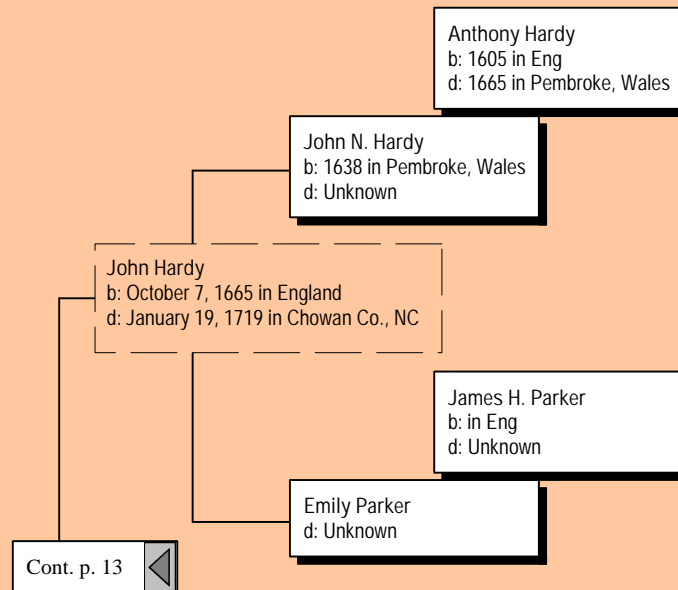 Anthony Hardy
b: 1605 in Eng
d: 1665 in Pembroke, Wales
John N. Hardy
b: 1638 in Pembroke, Wales
d: Unknown
John Hardy
b: October 7, 1665 in England
d: January 19, 1719 in Chowan Co., NC
James H. Parker
b: in Eng
d: Unknown
Emily Parker
d: Unknown
Cont. p. 13